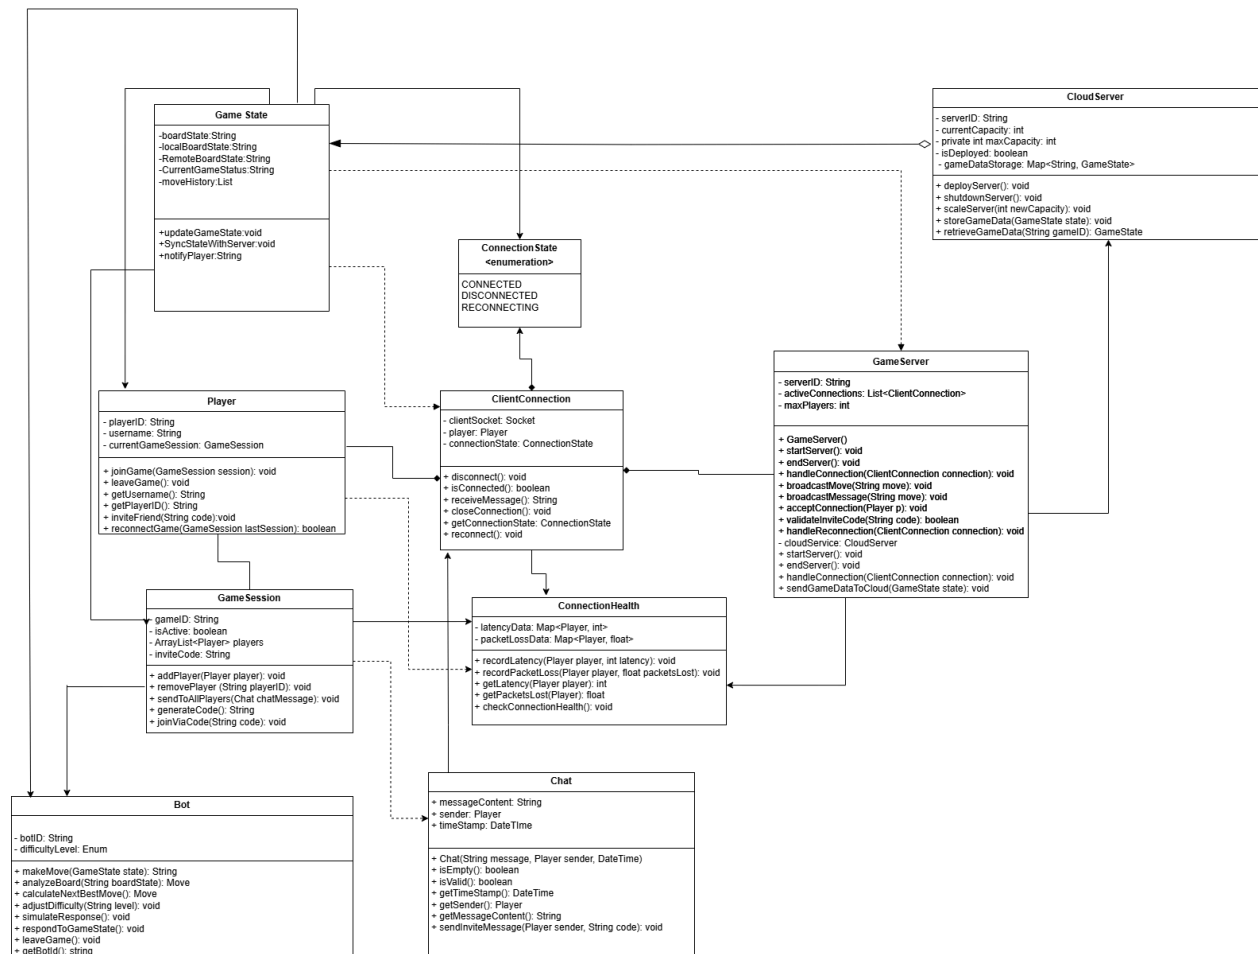 Game State
-boardState:String
-localBoardState:String
-RemoteBoardState:String
-CurrentGameStatus:String
-moveHistory:List
+updateGameState:void
+SyncStateWithServer:void
+notifyPlayer:String
CloudServer
- serverID: String
- currentCapacity: int
- private int maxCapacity: int
- isDeployed: boolean
- gameDataStorage: Map<String, GameState>
+ deployServer(): void
+ shutdownServer(): void
+ scaleServer(int newCapacity): void
+ storeGameData(GameState state): void
+ retrieveGameData(String gameID): GameState
ConnectionState
<enumeration>
CONNECTED
DISCONNECTED
RECONNECTING
GameServer
- serverID: String
- activeConnections: List<ClientConnection>
- maxPlayers: int
+ GameServer()
+ startServer(): void
+ endServer(): void
+ handleConnection(ClientConnection connection): void
+ broadcastMove(String move): void
+ broadcastMessage(String move): void
+ acceptConnection(Player p): void
+ validateInviteCode(String code): boolean
+ handleReconnection(ClientConnection connection): void
- cloudService: CloudServer
+ startServer(): void
+ endServer(): void
+ handleConnection(ClientConnection connection): void
+ sendGameDataToCloud(GameState state): void
Player
- playerID: String
- username: String
- currentGameSession: GameSession
+ joinGame(GameSession session): void
+ leaveGame(): void
+ getUsername(): String
+ getPlayerID(): String
+ inviteFriend(String code):void
+ reconnectGame(GameSession lastSession): boolean
ClientConnection
- clientSocket: Socket
- player: Player
- connectionState: ConnectionState
+ disconnect(): void
+ isConnected(): boolean
+ receiveMessage(): String
+ closeConnection(): void
+ getConnectionState: ConnectionState
+ reconnect(): void
GameSession
- gameID: String
- isActive: boolean
- ArrayList<Player> players
- inviteCode: String
+ addPlayer(Player player): void
+ removePlayer (String playerID): void
+ sendToAllPlayers(Chat chatMessage): void
+ generateCode(): String
+ joinViaCode(String code): void
ConnectionHealth
- latencyData: Map<Player, int>
- packetLossData: Map<Player, float>
+ recordLatency(Player player, int latency): void
+ recordPacketLoss(Player player, float packetsLost): void
+ getLatency(Player player): int
+ getPacketsLost(Player): float
+ checkConnectionHealth(): void
Bot
- botID: String
- difficultyLevel: Enum
+ makeMove(GameState state): String
+ analyzeBoard(String boardState): Move
+ calculateNextBestMove(): Move
+ adjustDifficulty(String level): void
+ simulateResponse(): void
+ respondToGameState(): void
+ leaveGame(): void
+ getBotId(): string
Chat
+ messageContent: String
+ sender: Player
+ timeStamp: DateTIme
+ Chat(String message, Player sender, DateTime)
+ isEmpty(): boolean
+ isValid(): boolean
+ getTimeStamp(): DateTime
+ getSender(): Player
+ getMessageContent(): String
+ sendInviteMessage(Player sender, String code): void